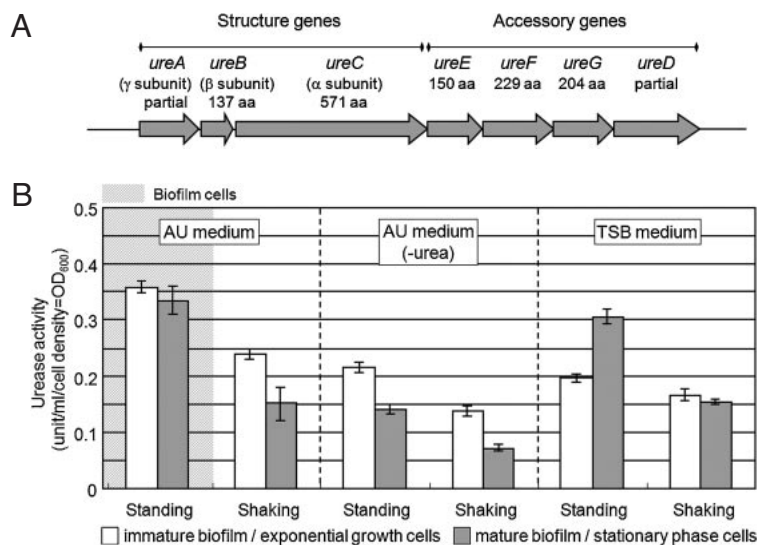 A
Structure genes Accessory genes
ureA ureB ureC ureE ureF ureG ureD
(γ subunit) (β subunit) (α subunit) 150 aa 229 aa 204 aa partial
partial 137 aa 571 aa
B
Biofilm cells
0.5
AU medium AU medium TSB medium
(-urea)
0.4
0.3
0.2
0.1
0
Urease activity
(unit/ml/cell density=OD600)
Standing Shaking Standing Shaking Standing Shaking
immature biofilm / exponential growth cells mature biofilm / stationary phase cells